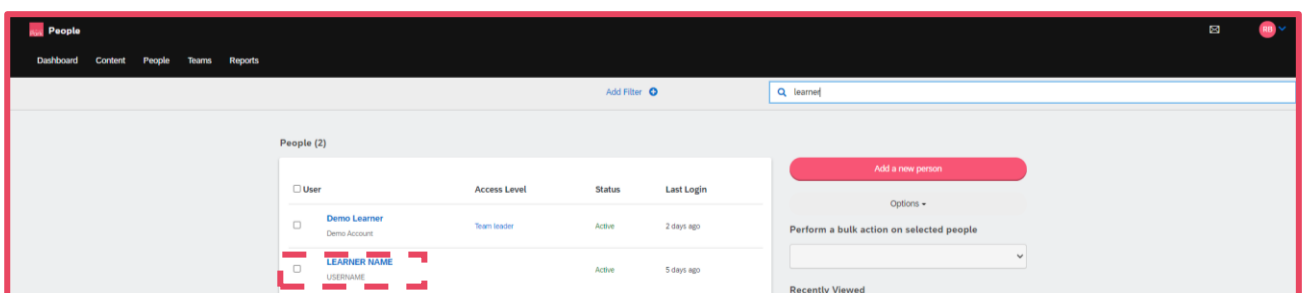 People
RB
Dashboard Content People Teams Reports
Add Filter
learner
People (2)
Add a new person
User Access Level Status Last Login
Options
Demo Learner
Demo Account
Team leader Active 2 days ago
Perform a bulk action on selected people
LEARNER NAME
USERNAME
Active 5 days ago
Recently Viewed